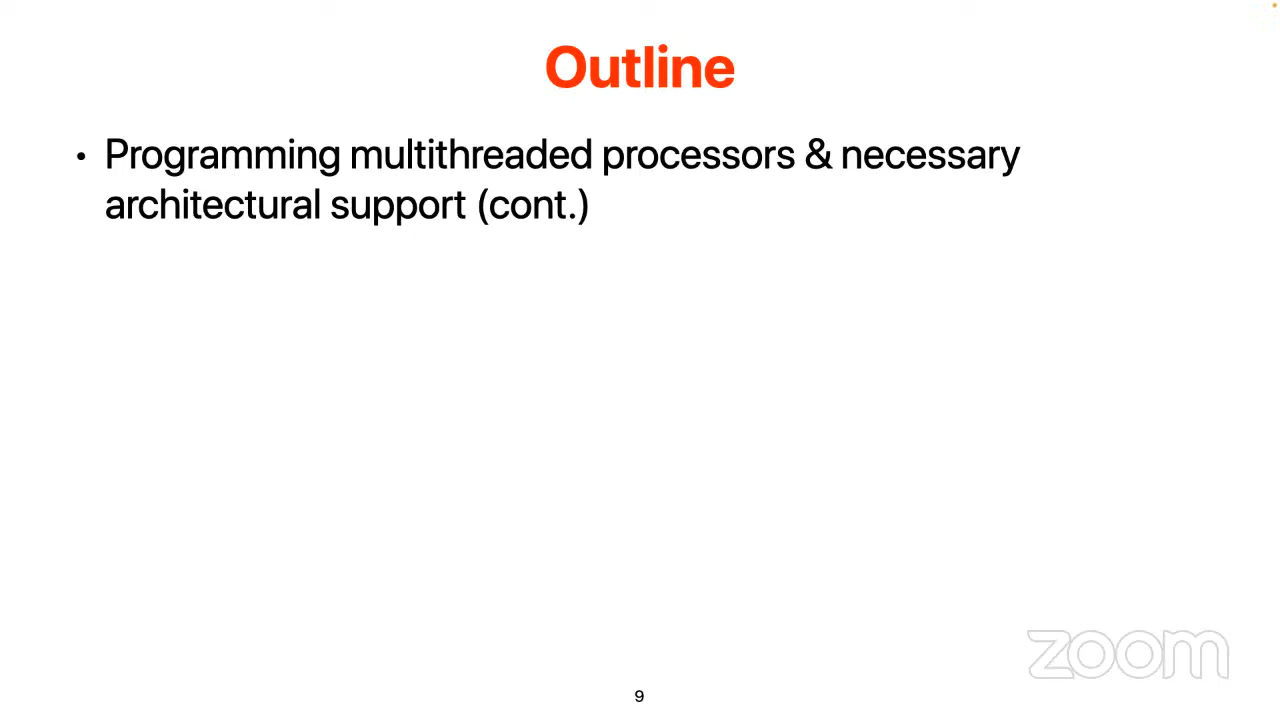 Outline
• Programming multithreaded processors & necessary
architectural support (cont.)
zoom
9